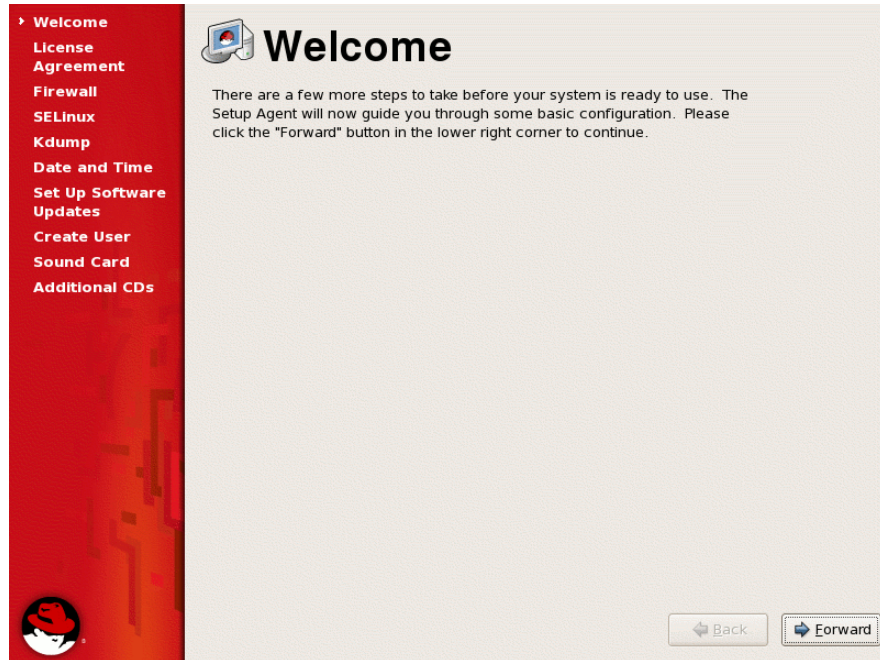 Welcome
License
Agreement
Firewall
SELinux
Kdump
Date and Time
Set Up Software
Updates
Create User
Sound Card
Additional CDs
Welcome
There are a few more steps to take before your system is ready to use.  The
Setup Agent will now guide you through some basic configuration.  Please
click the "Forward" button in the lower right corner to continue.
Back
Forward